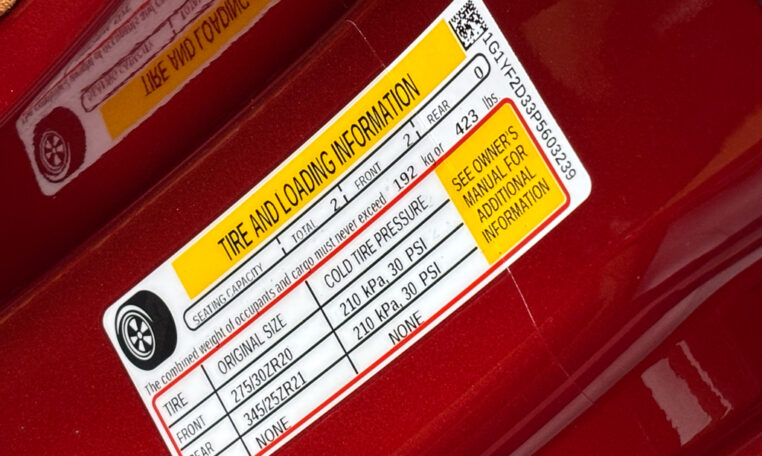 TIRE AND LOADING INFORMATION
1G1YF2D33P5603239
SEATING CAPACITY TOTAL 2 FRONT 2 REAR 0
The combined weight of occupants and cargo must never exceed 192 kg or 423 lbs.
TIRE ORIGINAL SIZE COLD TIRE PRESSURE
FRONT 275/30ZR20 210 kPa, 30 PSI
REAR 345/25ZR21 210 kPa, 30 PSI
NONE NONE
SEE OWNER'S
MANUAL FOR
ADDITIONAL
INFORMATION
TIRE AND LOADING